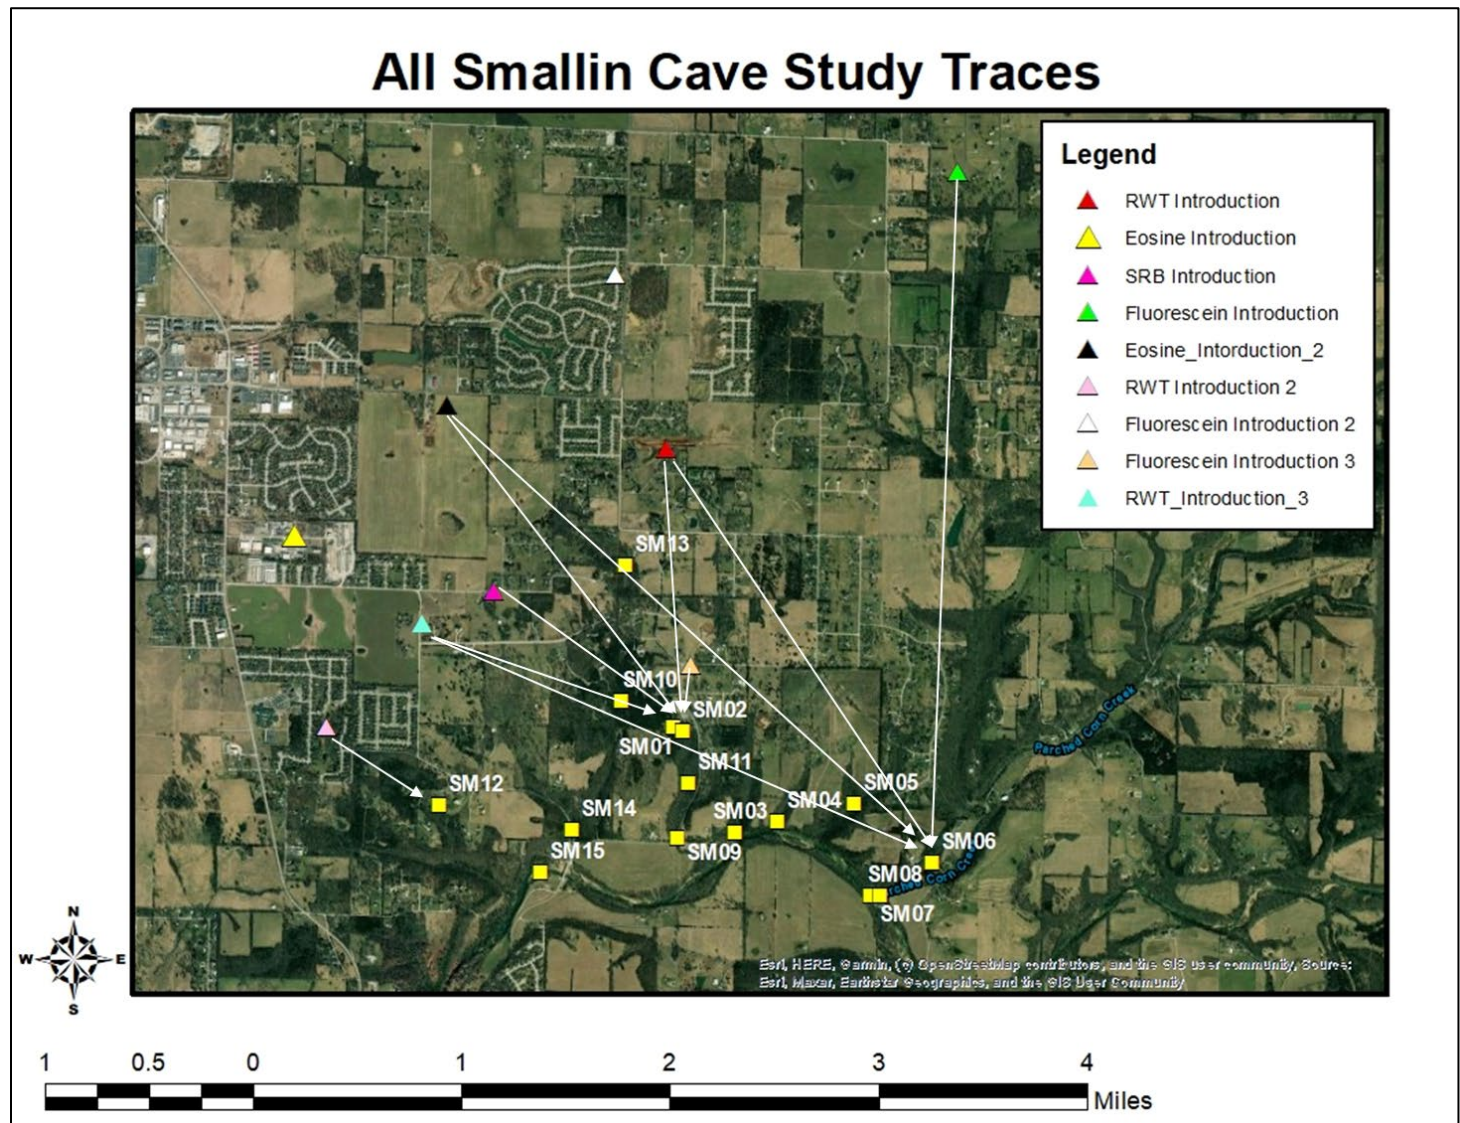 All Smallin Cave Study Traces
Legend
RWT Introduction
Eosine Introduction
SRB Introduction
Fluorescein Introduction
Eosine_Intorduction_2
RWT Introduction 2
Fluorescein Introduction 2
Fluorescein Introduction 3
RWT_Introduction_3
SM13
SM10
SM02
SM01
SM11
SM12
SM05
SM14
SM03
SM04
SM06
SM15
SM09
SM08
SM07
Parched Corn Creek
Parched Corn Creek
N
W
E
S
Esri, HERE, Garmin, (c) OpenStreetMap contributors, and the GIS user community, Source:
Esri, Maxar, Earthstar Geographics, and the GIS User Community
1 0.5 0 1 2 3 4
Miles